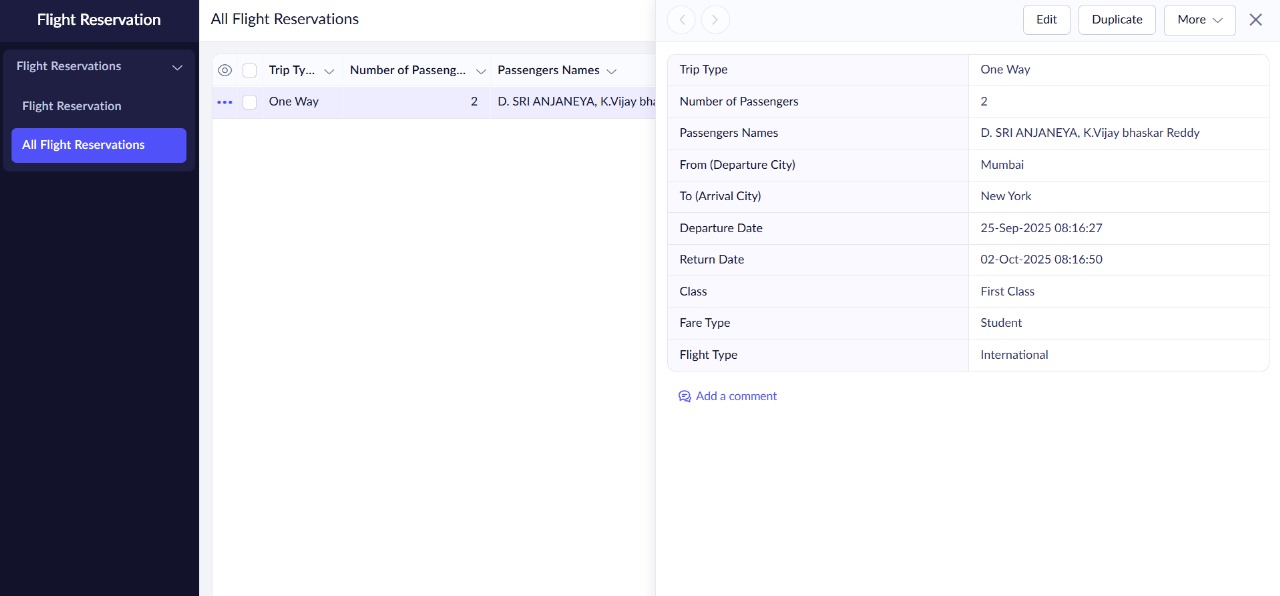 Flight Reservation
Flight Reservations
Flight Reservation
All Flight Reservations
All Flight Reservations
Trip Ty... Number of Passeng... Passengers Names
One Way 2 D. SRI ANJANEYA, K.Vijay bha
Edit Duplicate More
Trip Type One Way
Number of Passengers 2
Passengers Names D. SRI ANJANEYA, K.Vijay bhaskar Reddy
From (Departure City) Mumbai
To (Arrival City) New York
Departure Date 25-Sep-2025 08:16:27
Return Date 02-Oct-2025 08:16:50
Class First Class
Fare Type Student
Flight Type International
Add a comment